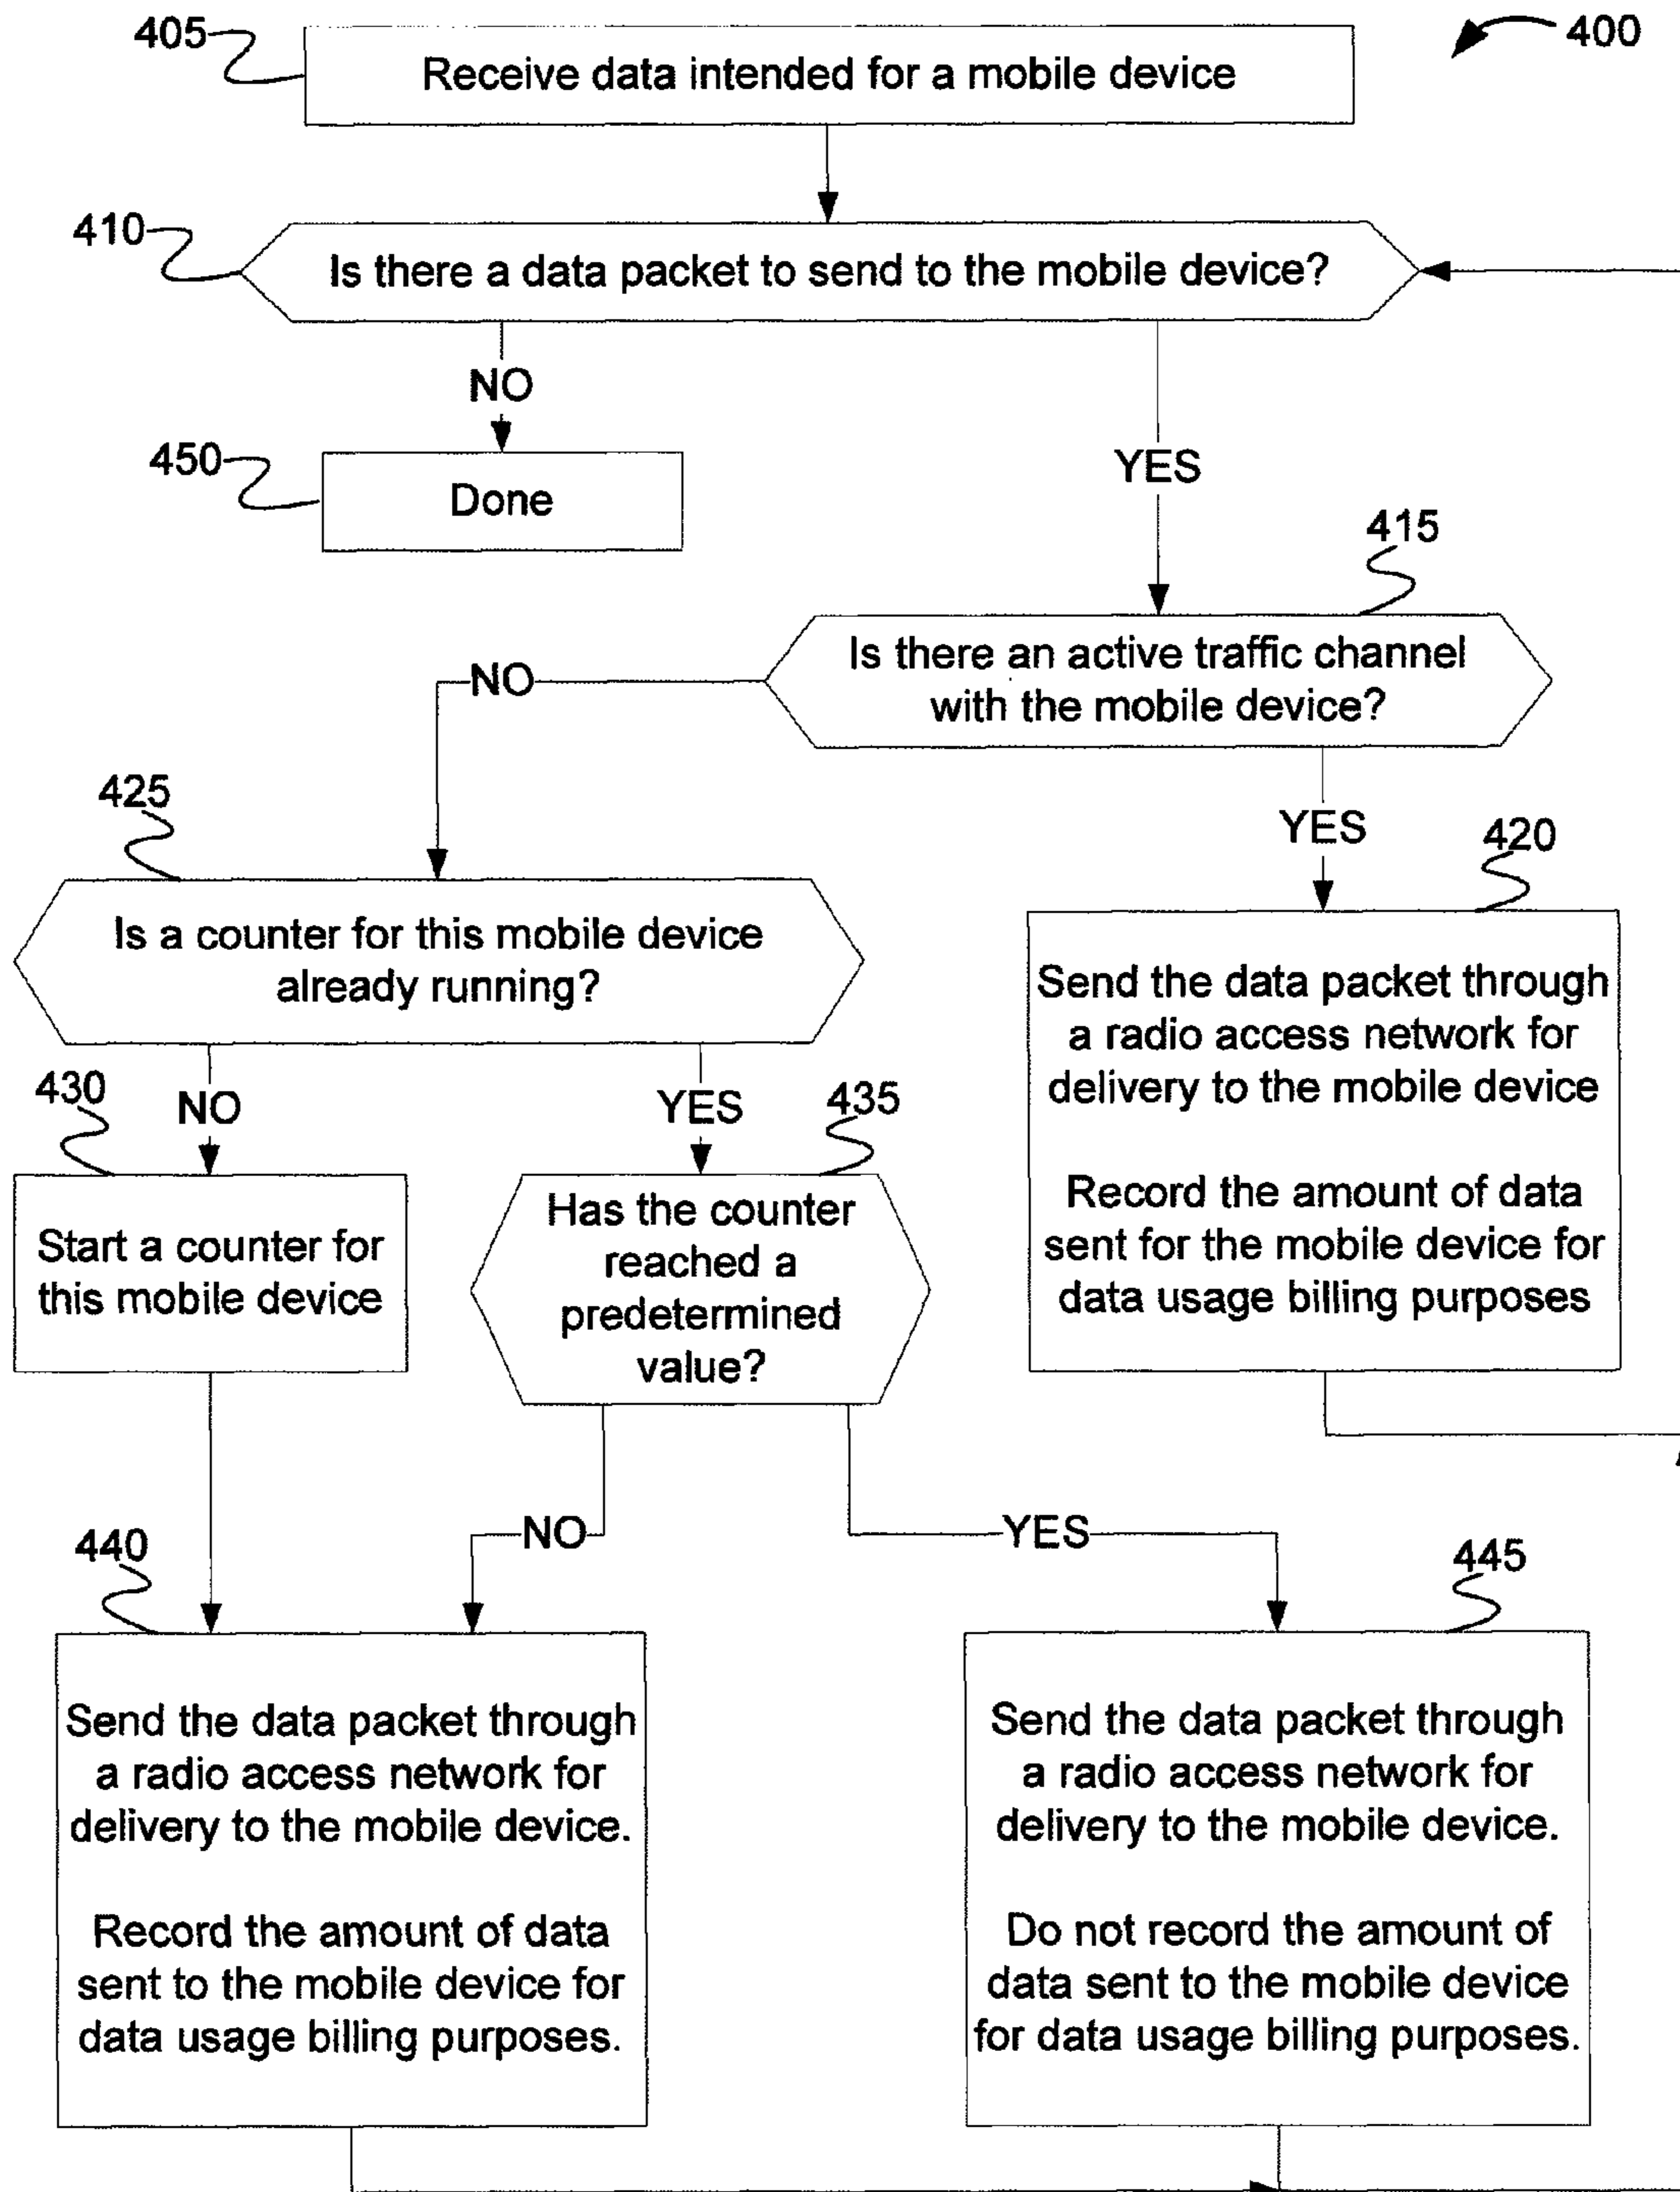 405
Receive data intended for a mobile device
400
410
Is there a data packet to send to the mobile device?
NO
450
Done
YES
415
Is there an active traffic channel
with the mobile device?
NO
YES
425
Is a counter for this mobile device
already running?
420
Send the data packet through
a radio access network for
delivery to the mobile device
Record the amount of data
sent for the mobile device for
data usage billing purposes
430
NO
YES
435
Start a counter for
this mobile device
Has the counter
reached a
predetermined
value?
NO
YES
440
Send the data packet through
a radio access network for
delivery to the mobile device.
Record the amount of data
sent to the mobile device for
data usage billing purposes.
445
Send the data packet through
a radio access network for
delivery to the mobile device.
Do not record the amount of
data sent to the mobile device
for data usage billing purposes.